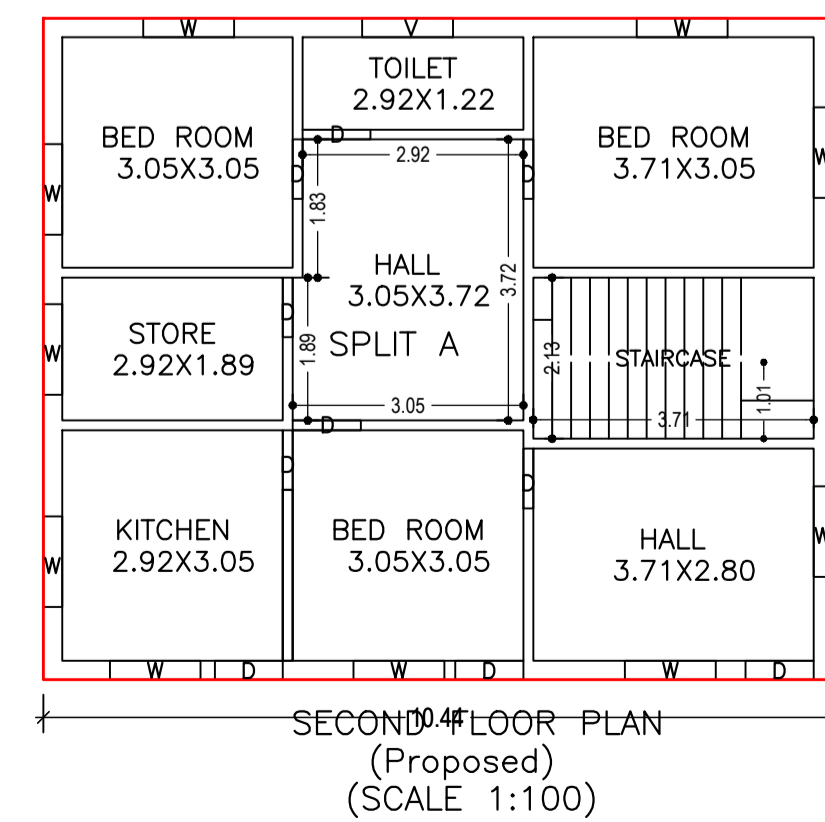 W
V
W
TOILET
2.92X1.22
BED ROOM
3.05X3.05
BED ROOM
3.71X3.05
D
2.92
W
W
D
D
1.83
HALL
3.05X3.72
3.72
SPLIT A
STORE
2.92X1.89
W
D
1.89
3.05
D
STAIRCASE
2.13
1.01
3.71
D
D
KITCHEN
2.92X3.05
BED ROOM
3.05X3.05
HALL
3.71X2.80
W
W
W
D
W
D
W
D
10.44
SECOND FLOOR PLAN
(Proposed)
(SCALE 1:100)